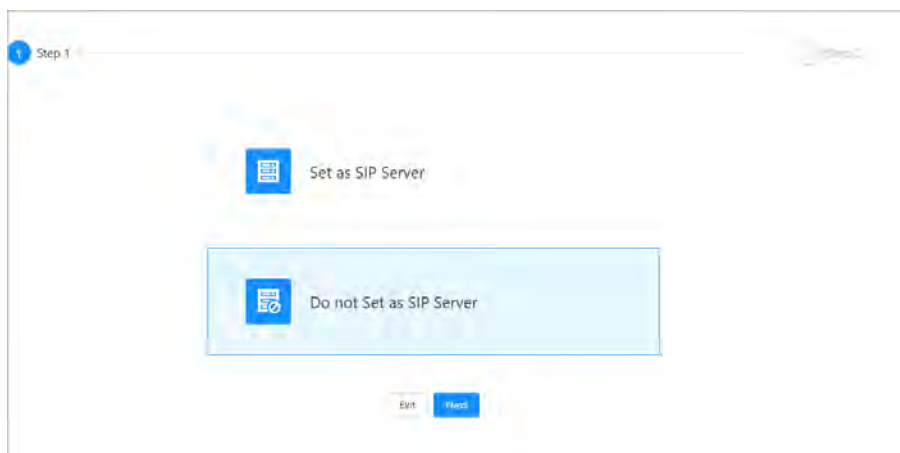 1 Step 1
Set as SIP Server
Do not Set as SIP Server
Exit Next